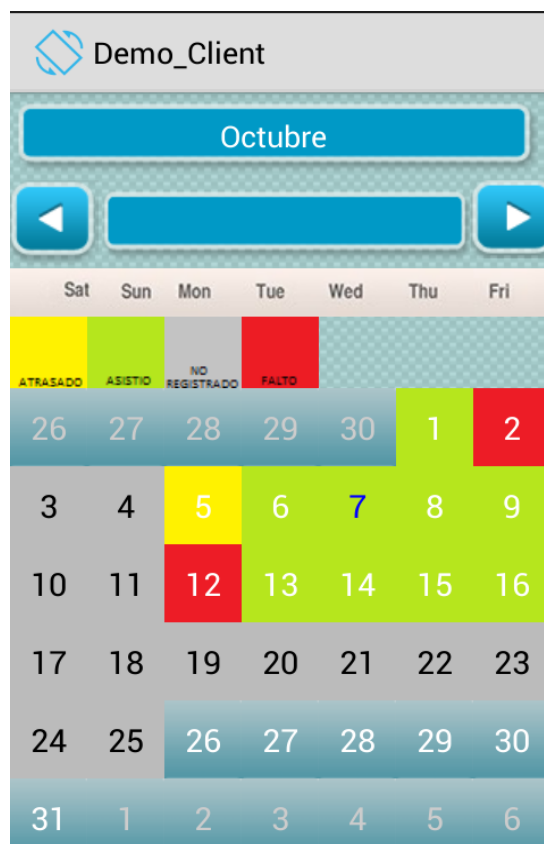 Demo_Client
Octubre
Sat Sun Mon Tue Wed Thu Fri
ATRASADO ASISTIO NO REGISTRADO FALTO
26 27 28 29 30 1 2
3 4 5 6 7 8 9
10 11 12 13 14 15 16
17 18 19 20 21 22 23
24 25 26 27 28 29 30
31 1 2 3 4 5 6